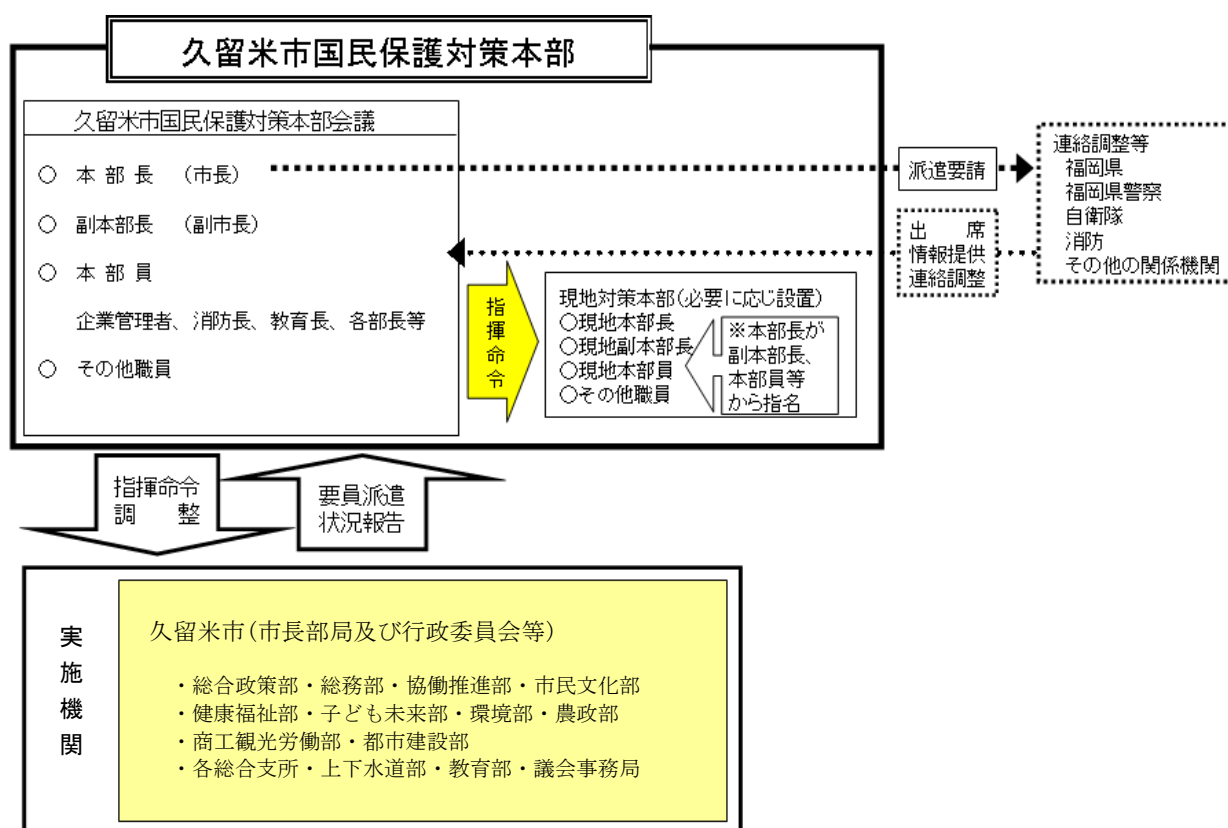 久留米市国民保護対策本部
久留米市国民保護対策本部会議
○ 本 部 長 (市長)
○ 副本部長 (副市長)
○ 本 部 員
企業管理者、消防長、教育長、各部長等
○ その他職員
指揮命令
現地対策本部(必要に応じ設置)
○現地本部長
○現地副本部長
○現地本部員
○その他職員
※本部長が
副本部長、
本部員等
から指名
派遣要請
出 席
情報提供
連絡調整
連絡調整等
福岡県
福岡県警察
自衛隊
消防
その他の関係機関
指揮命令
調 整
要員派遣
状況報告
実施機関
久留米市(市長部局及び行政委員会等)
・総合政策部・総務部・協働推進部・市民文化部
・健康福祉部・子ども未来部・環境部・農政部
・商工観光労働部・都市建設部
・各総合支所・上下水道部・教育部・議会事務局